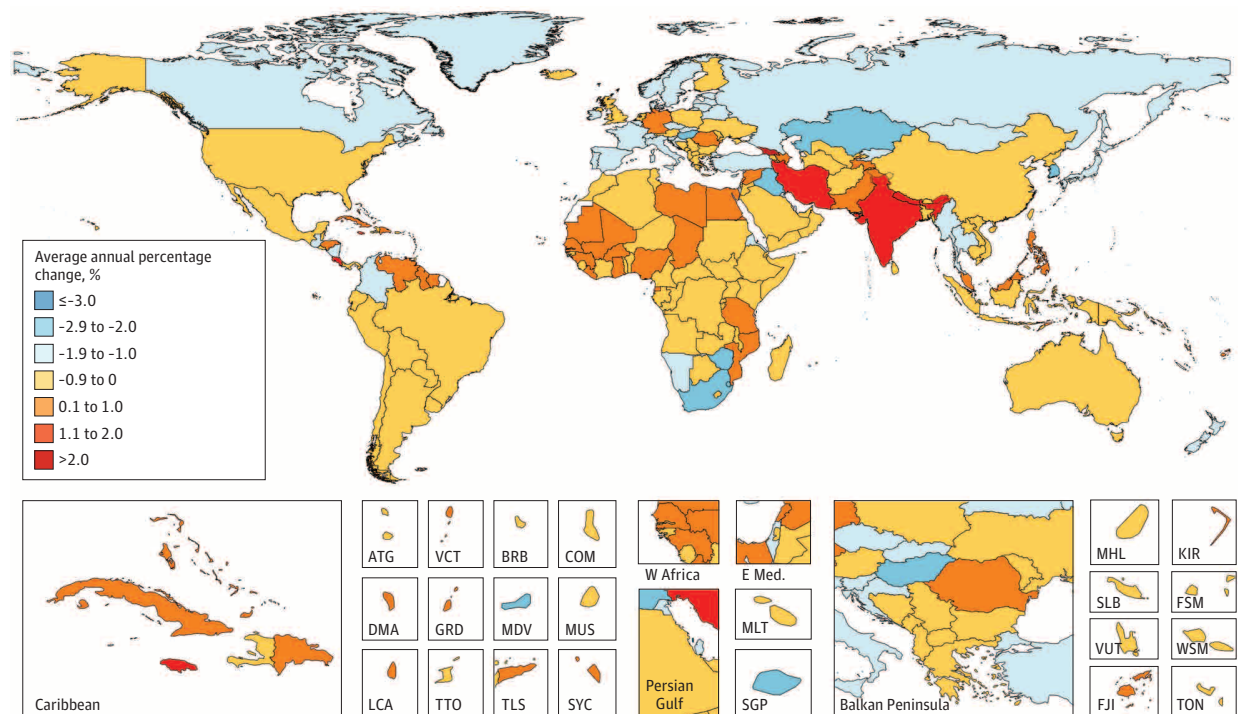 Average annual percentage
change, %
≤-3.0
-2.9 to -2.0
-1.9 to -1.0
-0.9 to 0
0.1 to 1.0
1.1 to 2.0
>2.0
Caribbean
ATG
VCT
BRB
COM
DMA
GRD
MDV
MUS
LCA
TTO
TLS
SYC
W Africa
E Med.
Persian
Gulf
MLT
SGP
Balkan Peninsula
MHL
KIR
SLB
FSM
VUT
WSM
FJI
TON